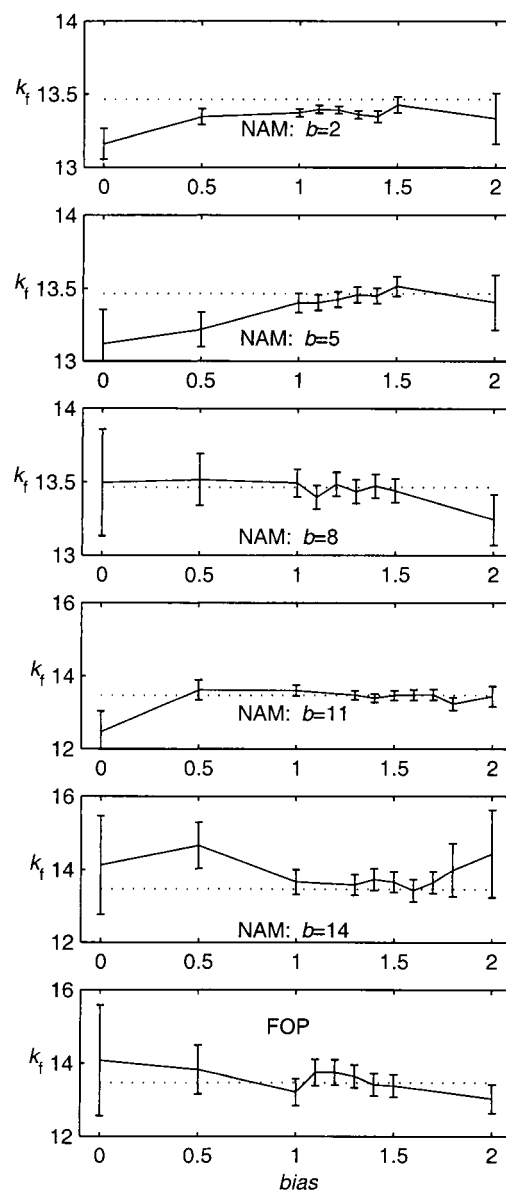 14
k_f 13.5
NAM: b=2
13
0 0.5 1 1.5 2
14
k_f 13.5
NAM: b=5
13
0 0.5 1 1.5 2
14
k_f 13.5
NAM: b=8
13
0 0.5 1 1.5 2
16
k_f 14
NAM: b=11
12
0 0.5 1 1.5 2
16
k_f 14
NAM: b=14
12
0 0.5 1 1.5 2
16
FOP
k_f 14
12
0 0.5 1 1.5 2
bias